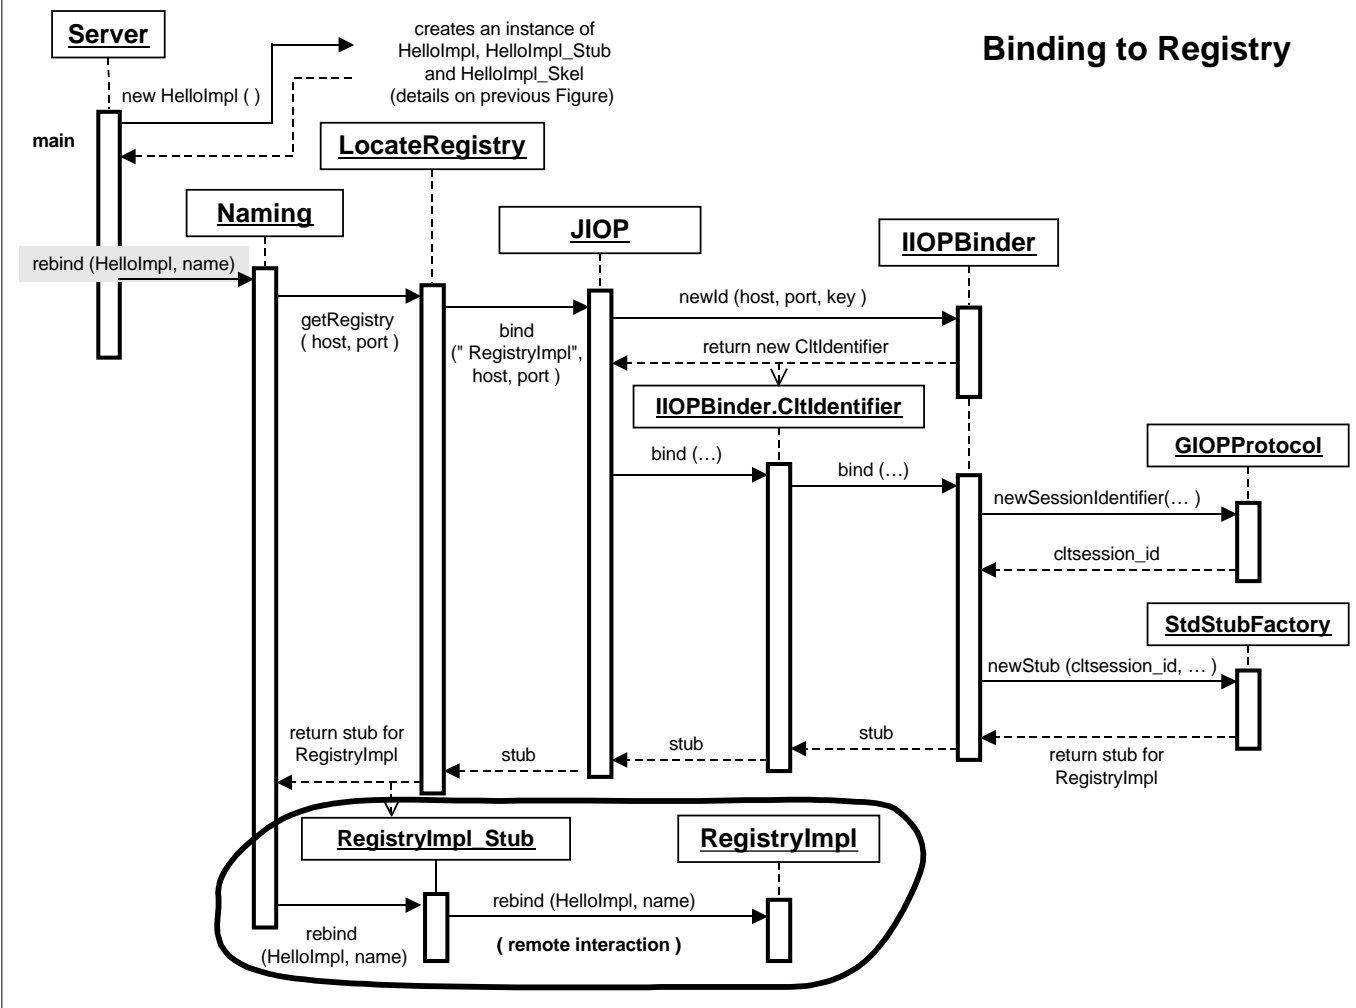 Server
creates an instance of
HelloImpl, HelloImpl_Stub
and HelloImpl_Skel
(details on previous Figure)
Binding to Registry
new HelloImpl ( )
main
LocateRegistry
Naming
JIOP
IIOPBinder
rebind (HelloImpl, name)
getRegistry
( host, port )
bind
(" RegistryImpl",
host, port )
newId (host, port, key )
return new CltIdentifier
IIOPBinder.CltIdentifier
bind (…)
bind (…)
GIOPProtocol
newSessionIdentifier(… )
cltsession_id
StdStubFactory
newStub (cltsession_id, … )
return stub for
RegistryImpl
stub
stub
stub
return stub for
RegistryImpl
RegistryImpl_Stub
RegistryImpl
rebind
(HelloImpl, name)
rebind (HelloImpl, name)
( remote interaction )